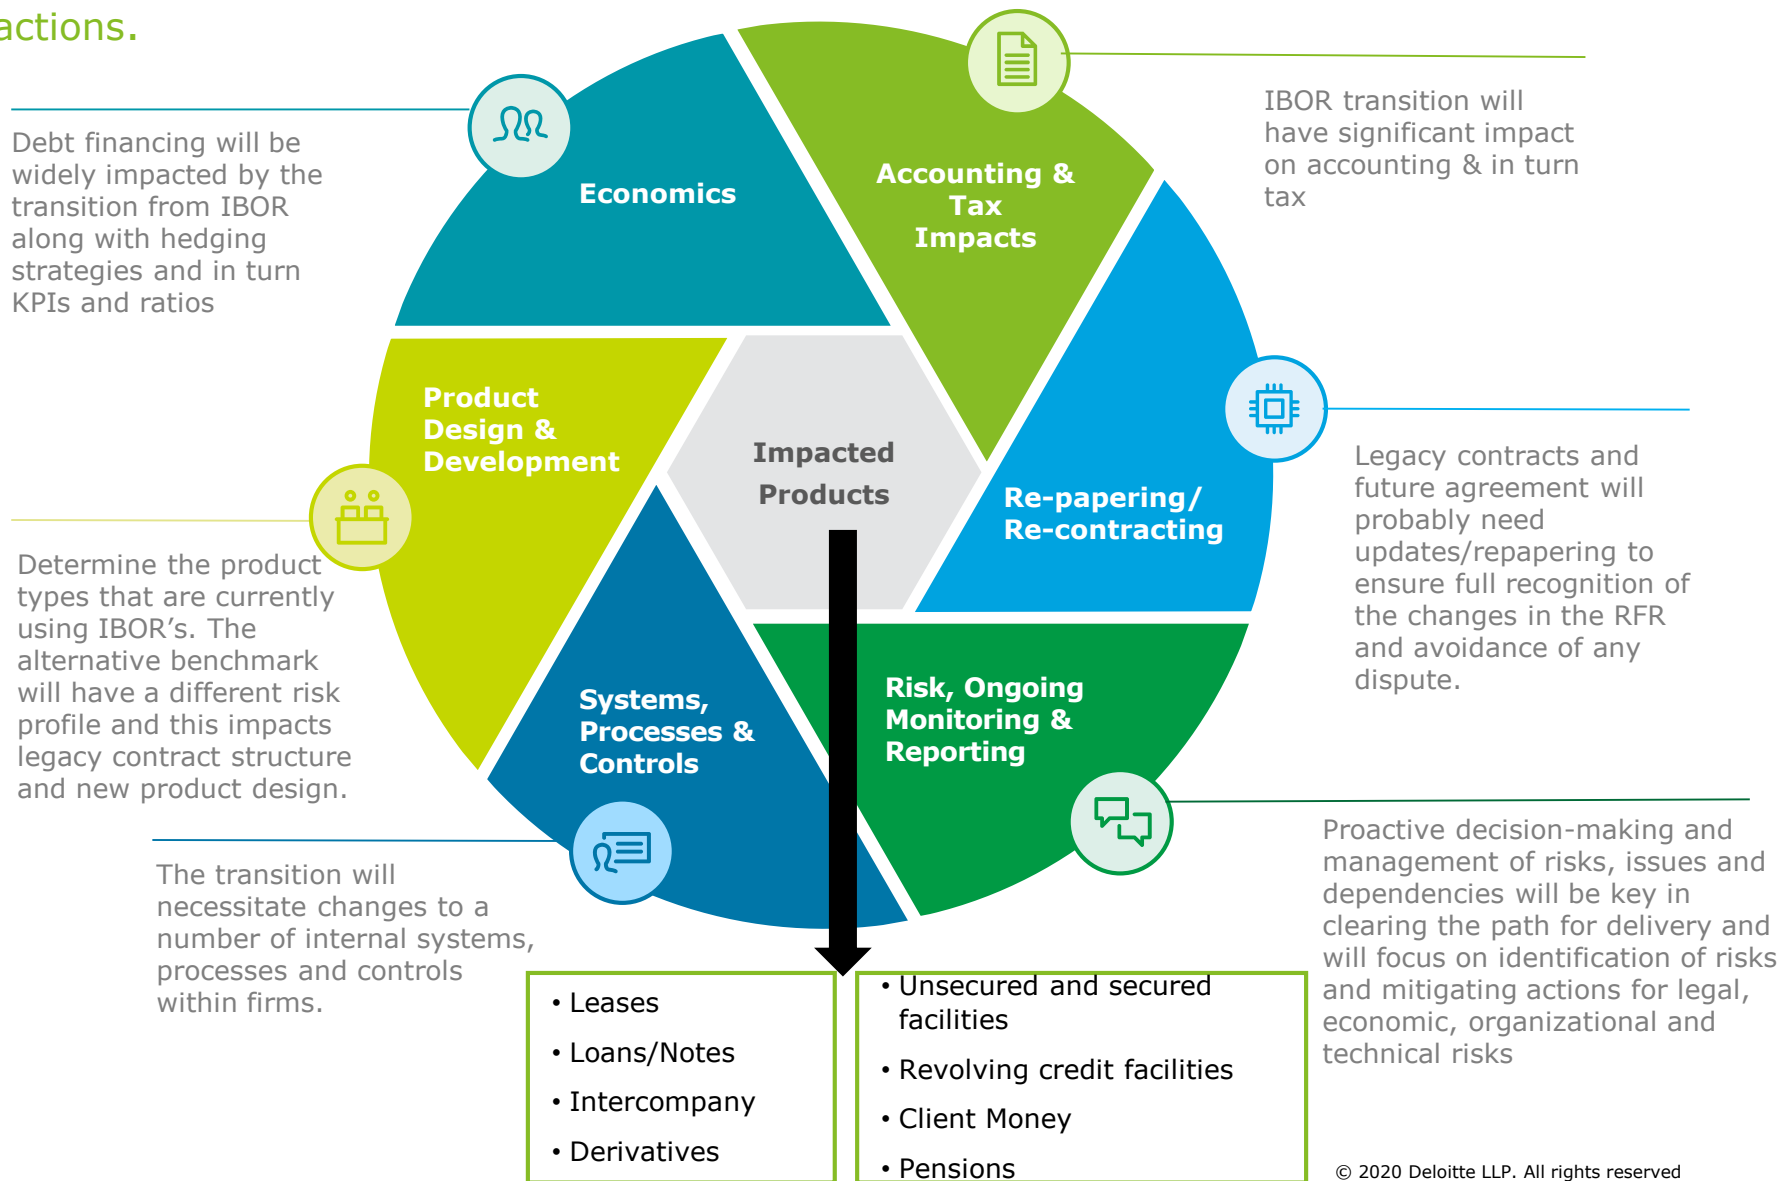 actions.
Debt financing will be
widely impacted by the
transition from IBOR
along with hedging
strategies and in turn
KPIs and ratios
Economics
Accounting &
Tax
Impacts
IBOR transition will
have significant impact
on accounting & in turn
tax
Product
Design &
Development
Impacted
Products
Re-papering/
Re-contracting
Legacy contracts and
future agreement will
probably need
updates/repapering to
ensure full recognition of
the changes in the RFR
and avoidance of any
dispute.
Determine the product
types that are currently
using IBOR’s. The
alternative benchmark
will have a different risk
profile and this impacts
legacy contract structure
and new product design.
Systems,
Processes &
Controls
Risk, Ongoing
Monitoring &
Reporting
The transition will
necessitate changes to a
number of internal systems,
processes and controls
within firms.
Proactive decision-making and
management of risks, issues and
dependencies will be key in
clearing the path for delivery and
will focus on identification of risks
and mitigating actions for legal,
economic, organizational and
technical risks
• Leases
• Loans/Notes
• Intercompany
• Derivatives
• Unsecured and secured
facilities
• Revolving credit facilities
• Client Money
• Pensions
© 2020 Deloitte LLP. All rights reserved